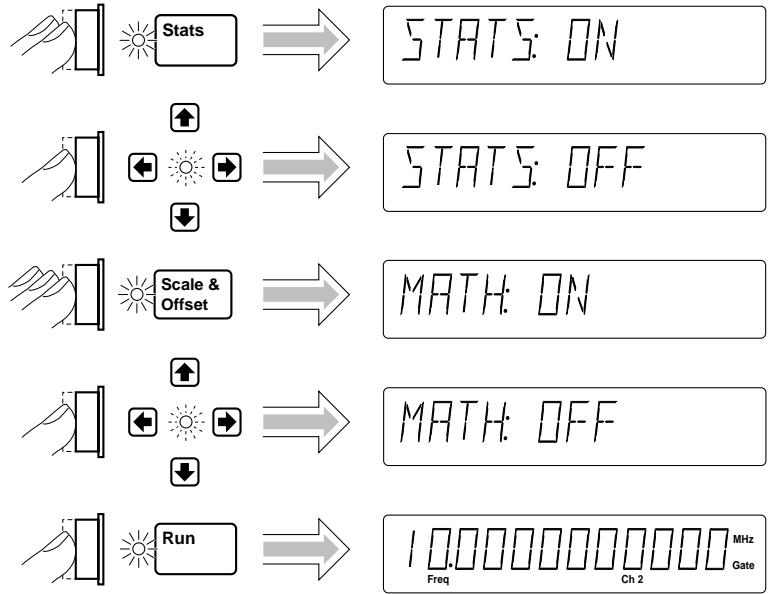 Stats
STATS: ON
STATS: OFF
Scale &
Offset
MATH: ON
MATH: OFF
Run
10.0000000000 MHz
Gate
Freq Ch 2